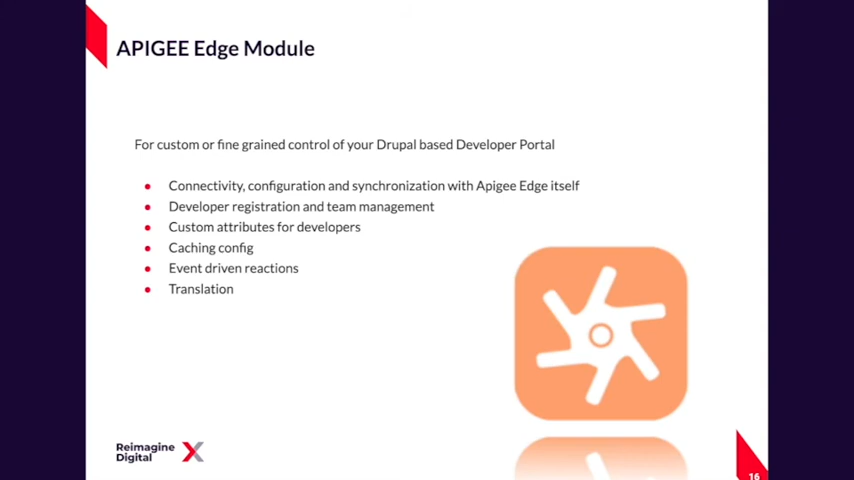 APIGEE Edge Module
For custom or fine grained control of your Drupal based Developer Portal
Connectivity, configuration and synchronization with Apigee Edge itself
Developer registration and team management
Custom attributes for developers
Caching config
Event driven reactions
Translation
Reimagine
Digital
16